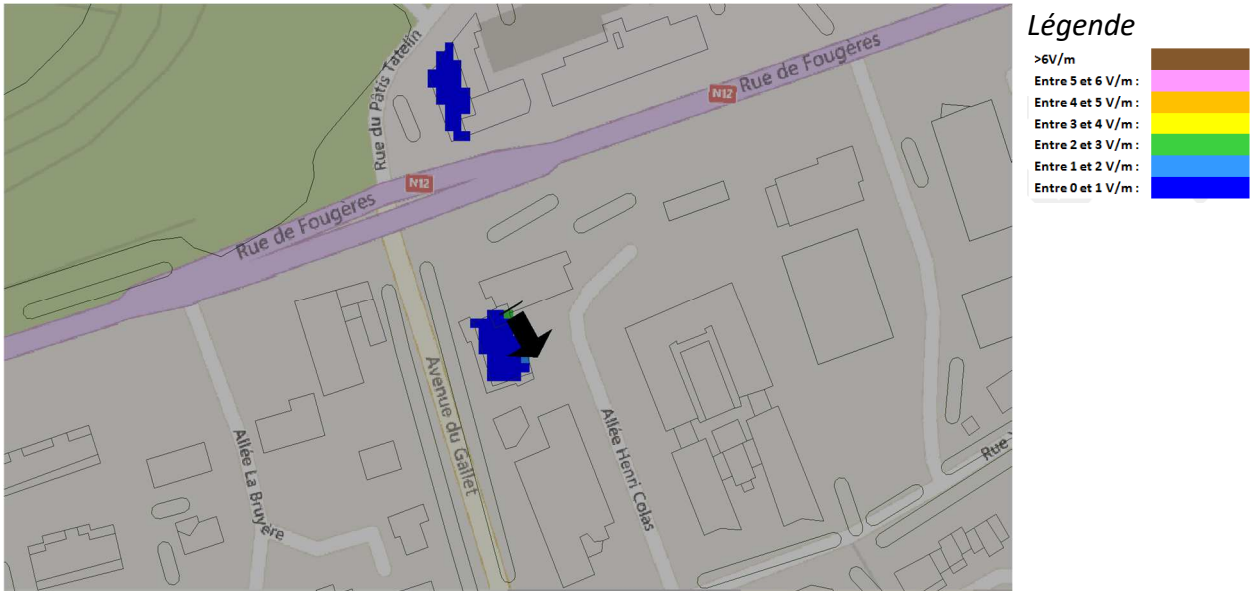 Légende
>6V/m
Entre 5 et 6 V/m :
Entre 4 et 5 V/m :
Entre 3 et 4 V/m :
Entre 2 et 3 V/m :
Entre 1 et 2 V/m :
Entre 0 et 1 V/m :
Rue du Pâtis Tatelin
N12
Rue de Fougères
N12
Rue de Fougères
Avenue du Gallet
Allée La Bruyère
Allée Henri Colas
Rue